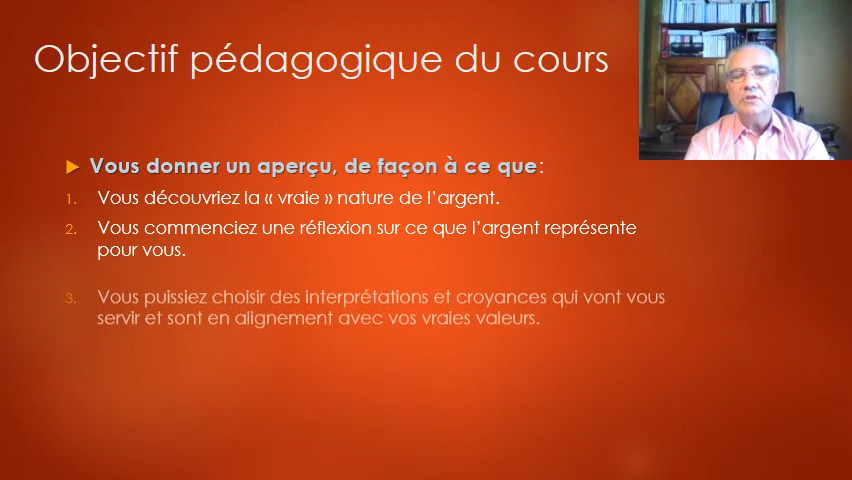 Objectif pédagogique du cours
Vous donner un aperçu, de façon à ce que:
1. Vous découvriez la « vraie » nature de l'argent.
2. Vous commenciez une réflexion sur ce que l'argent représente
pour vous.
3. Vous puissiez choisir des interprétations et croyances qui vont vous
servir et sont en alignement avec vos vraies valeurs.